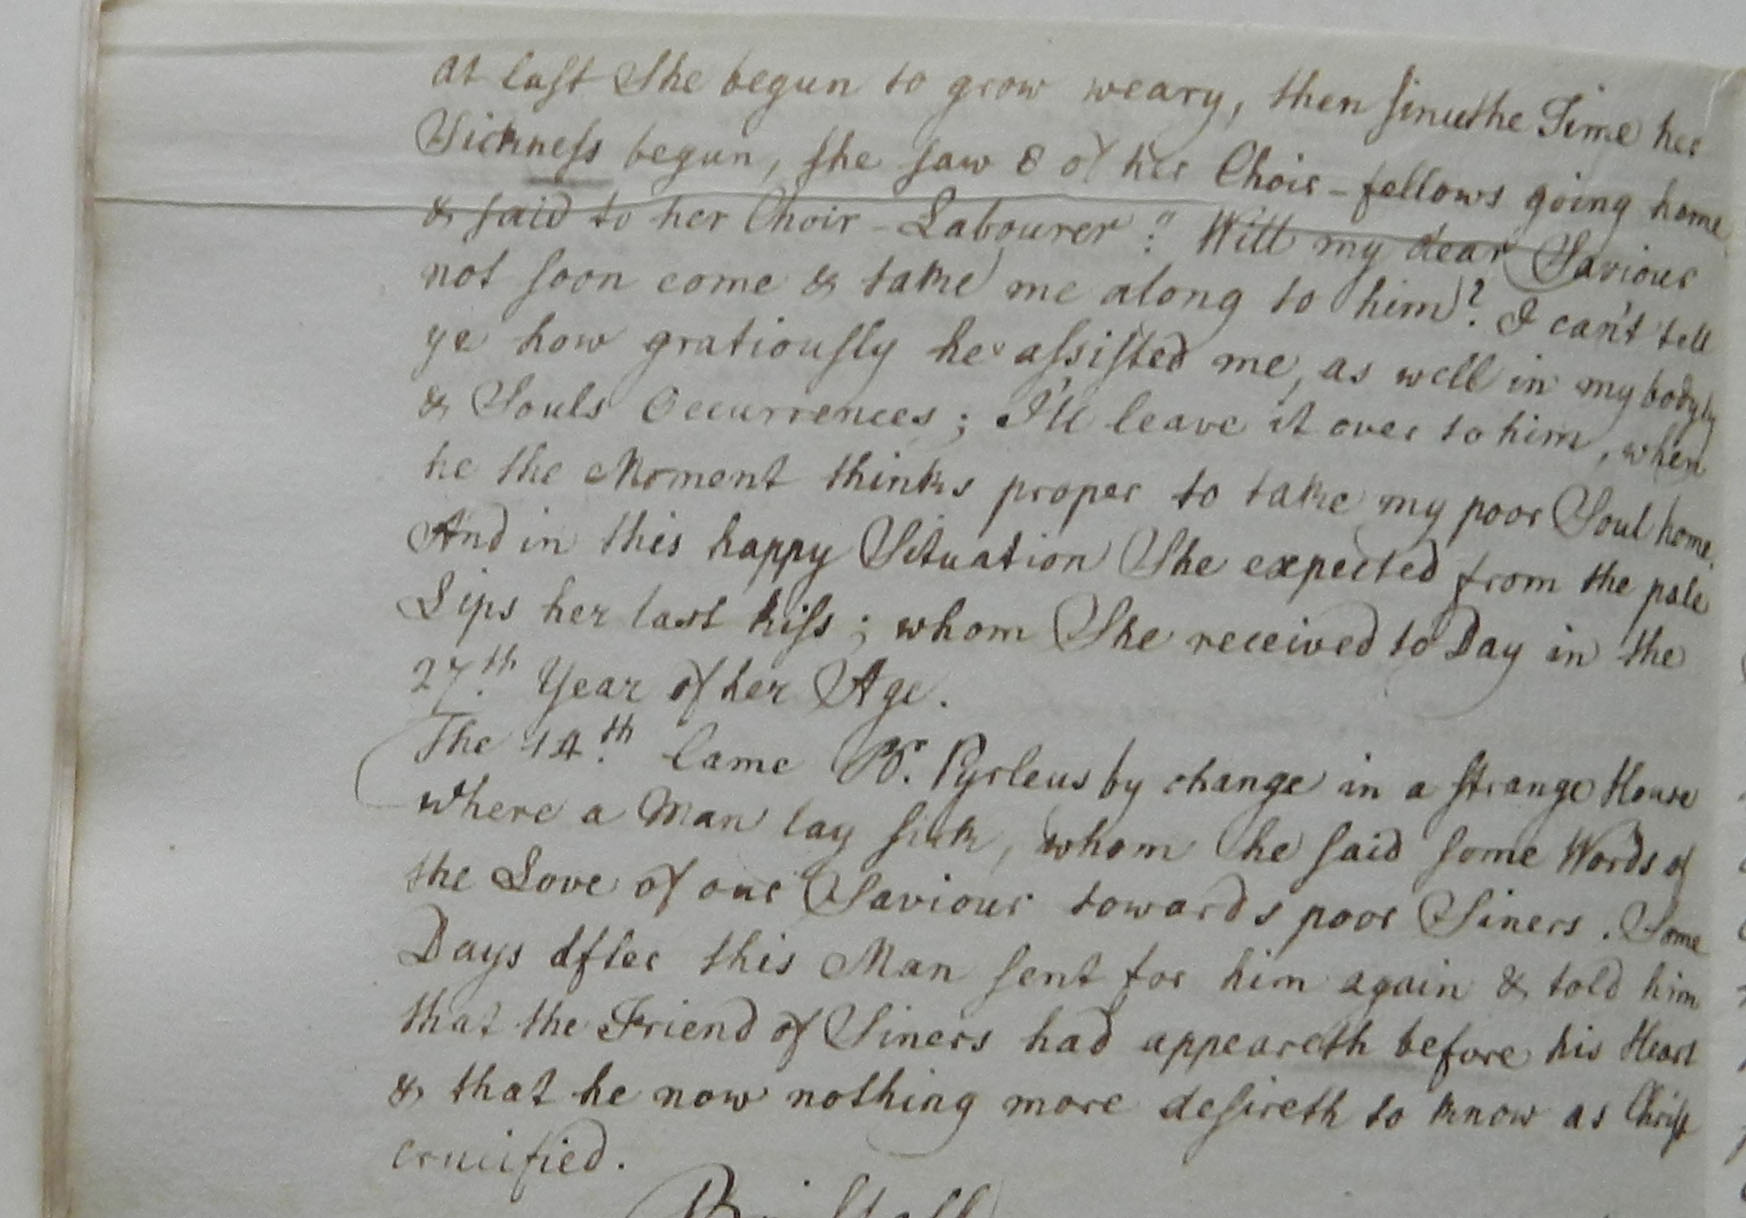 at last She begun to grow weary, then since the Time her
Sickness begun, she saw 8 of her Choir-fellows going home
& said to her Choir-Labourer: "Will my dear Saviour
not soon come & take me along to him? I can't tell
ye how gratiously he assisted me, as well in my bodyly
& Souls Occurrences; I'll leave it over to him, when
he the Moment thinks proper to take my poor Soul home.
And in this happy Situation She expected from the pale
Lips her last kiss; whom She received to Day in the
27.th Year of her Age.
The 14.th Came Br. Pyrleus by change in a strange House
where a Man lay sick, whom he said some Words of
the Love of our Saviour towards poor Siners. Some
Days after this Man sent for him again & told him
that the Friend of Siners had appeareth before his Heart
& that he now nothing more desireth to know as Christ
crucified.